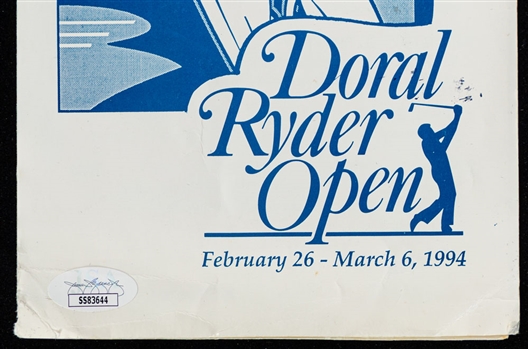 Doral
Ryder
Open
February 26 - March 6, 1994
SS83644